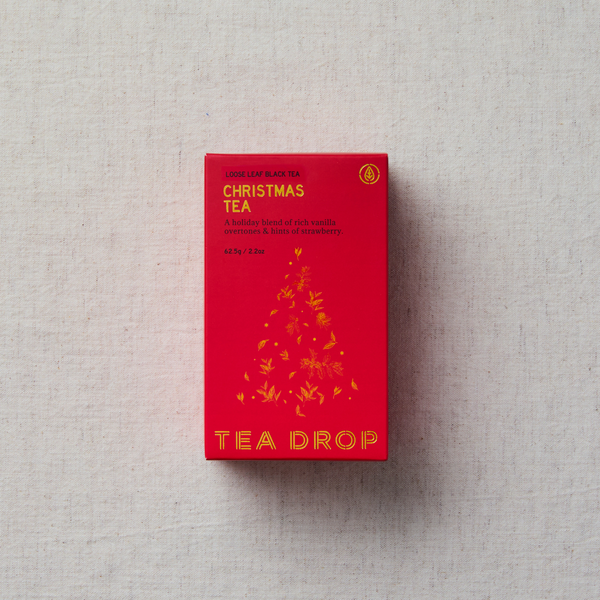 LOOSE LEAF BLACK TEA
CHRISTMAS
TEA
A holiday blend of rich vanilla
overtones & hints of strawberry.
62.5g / 2.2oz
TEA DROP